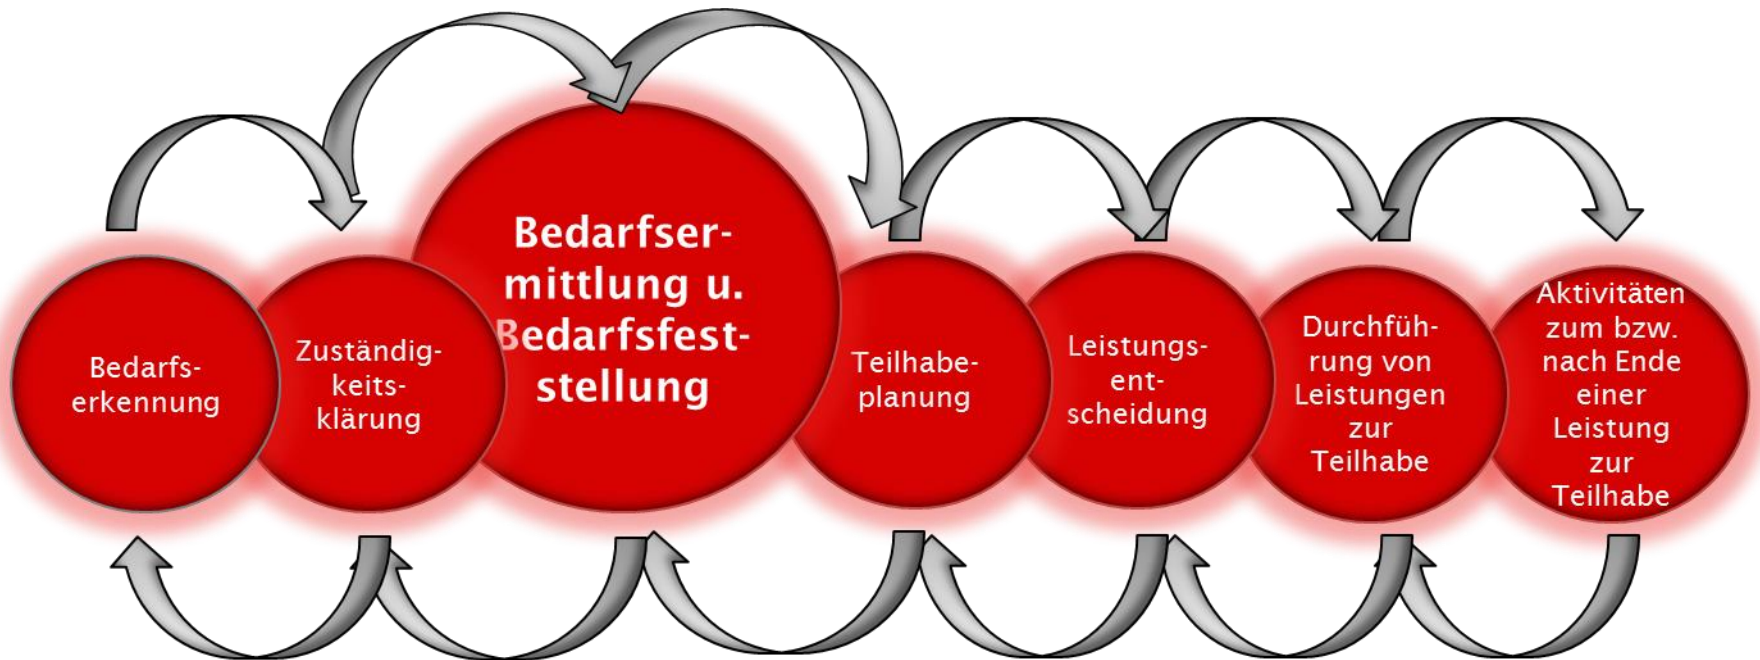 Bedarfs-
erkennung
Zuständig-
keits-
klärung
Bedarfser-
mittlung u.
Bedarfsfest-
stellung
Teilhabe-
planung
Leistungs-
ent-
scheidung
Durchfüh-
rung von
Leistungen
zur
Teilhabe
Aktivitäten
zum bzw.
nach Ende
einer
Leistung
zur
Teilhabe